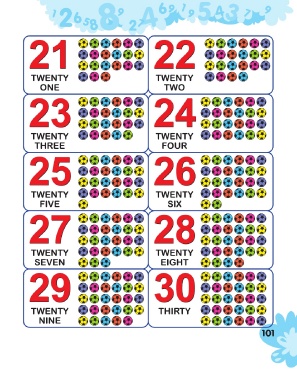 21
TWENTY
ONE
22
TWENTY
TWO
23
TWENTY
THREE
24
TWENTY
FOUR
25
TWENTY
FIVE
26
TWENTY
SIX
27
TWENTY
SEVEN
28
TWENTY
EIGHT
29
TWENTY
NINE
30
THIRTY
101